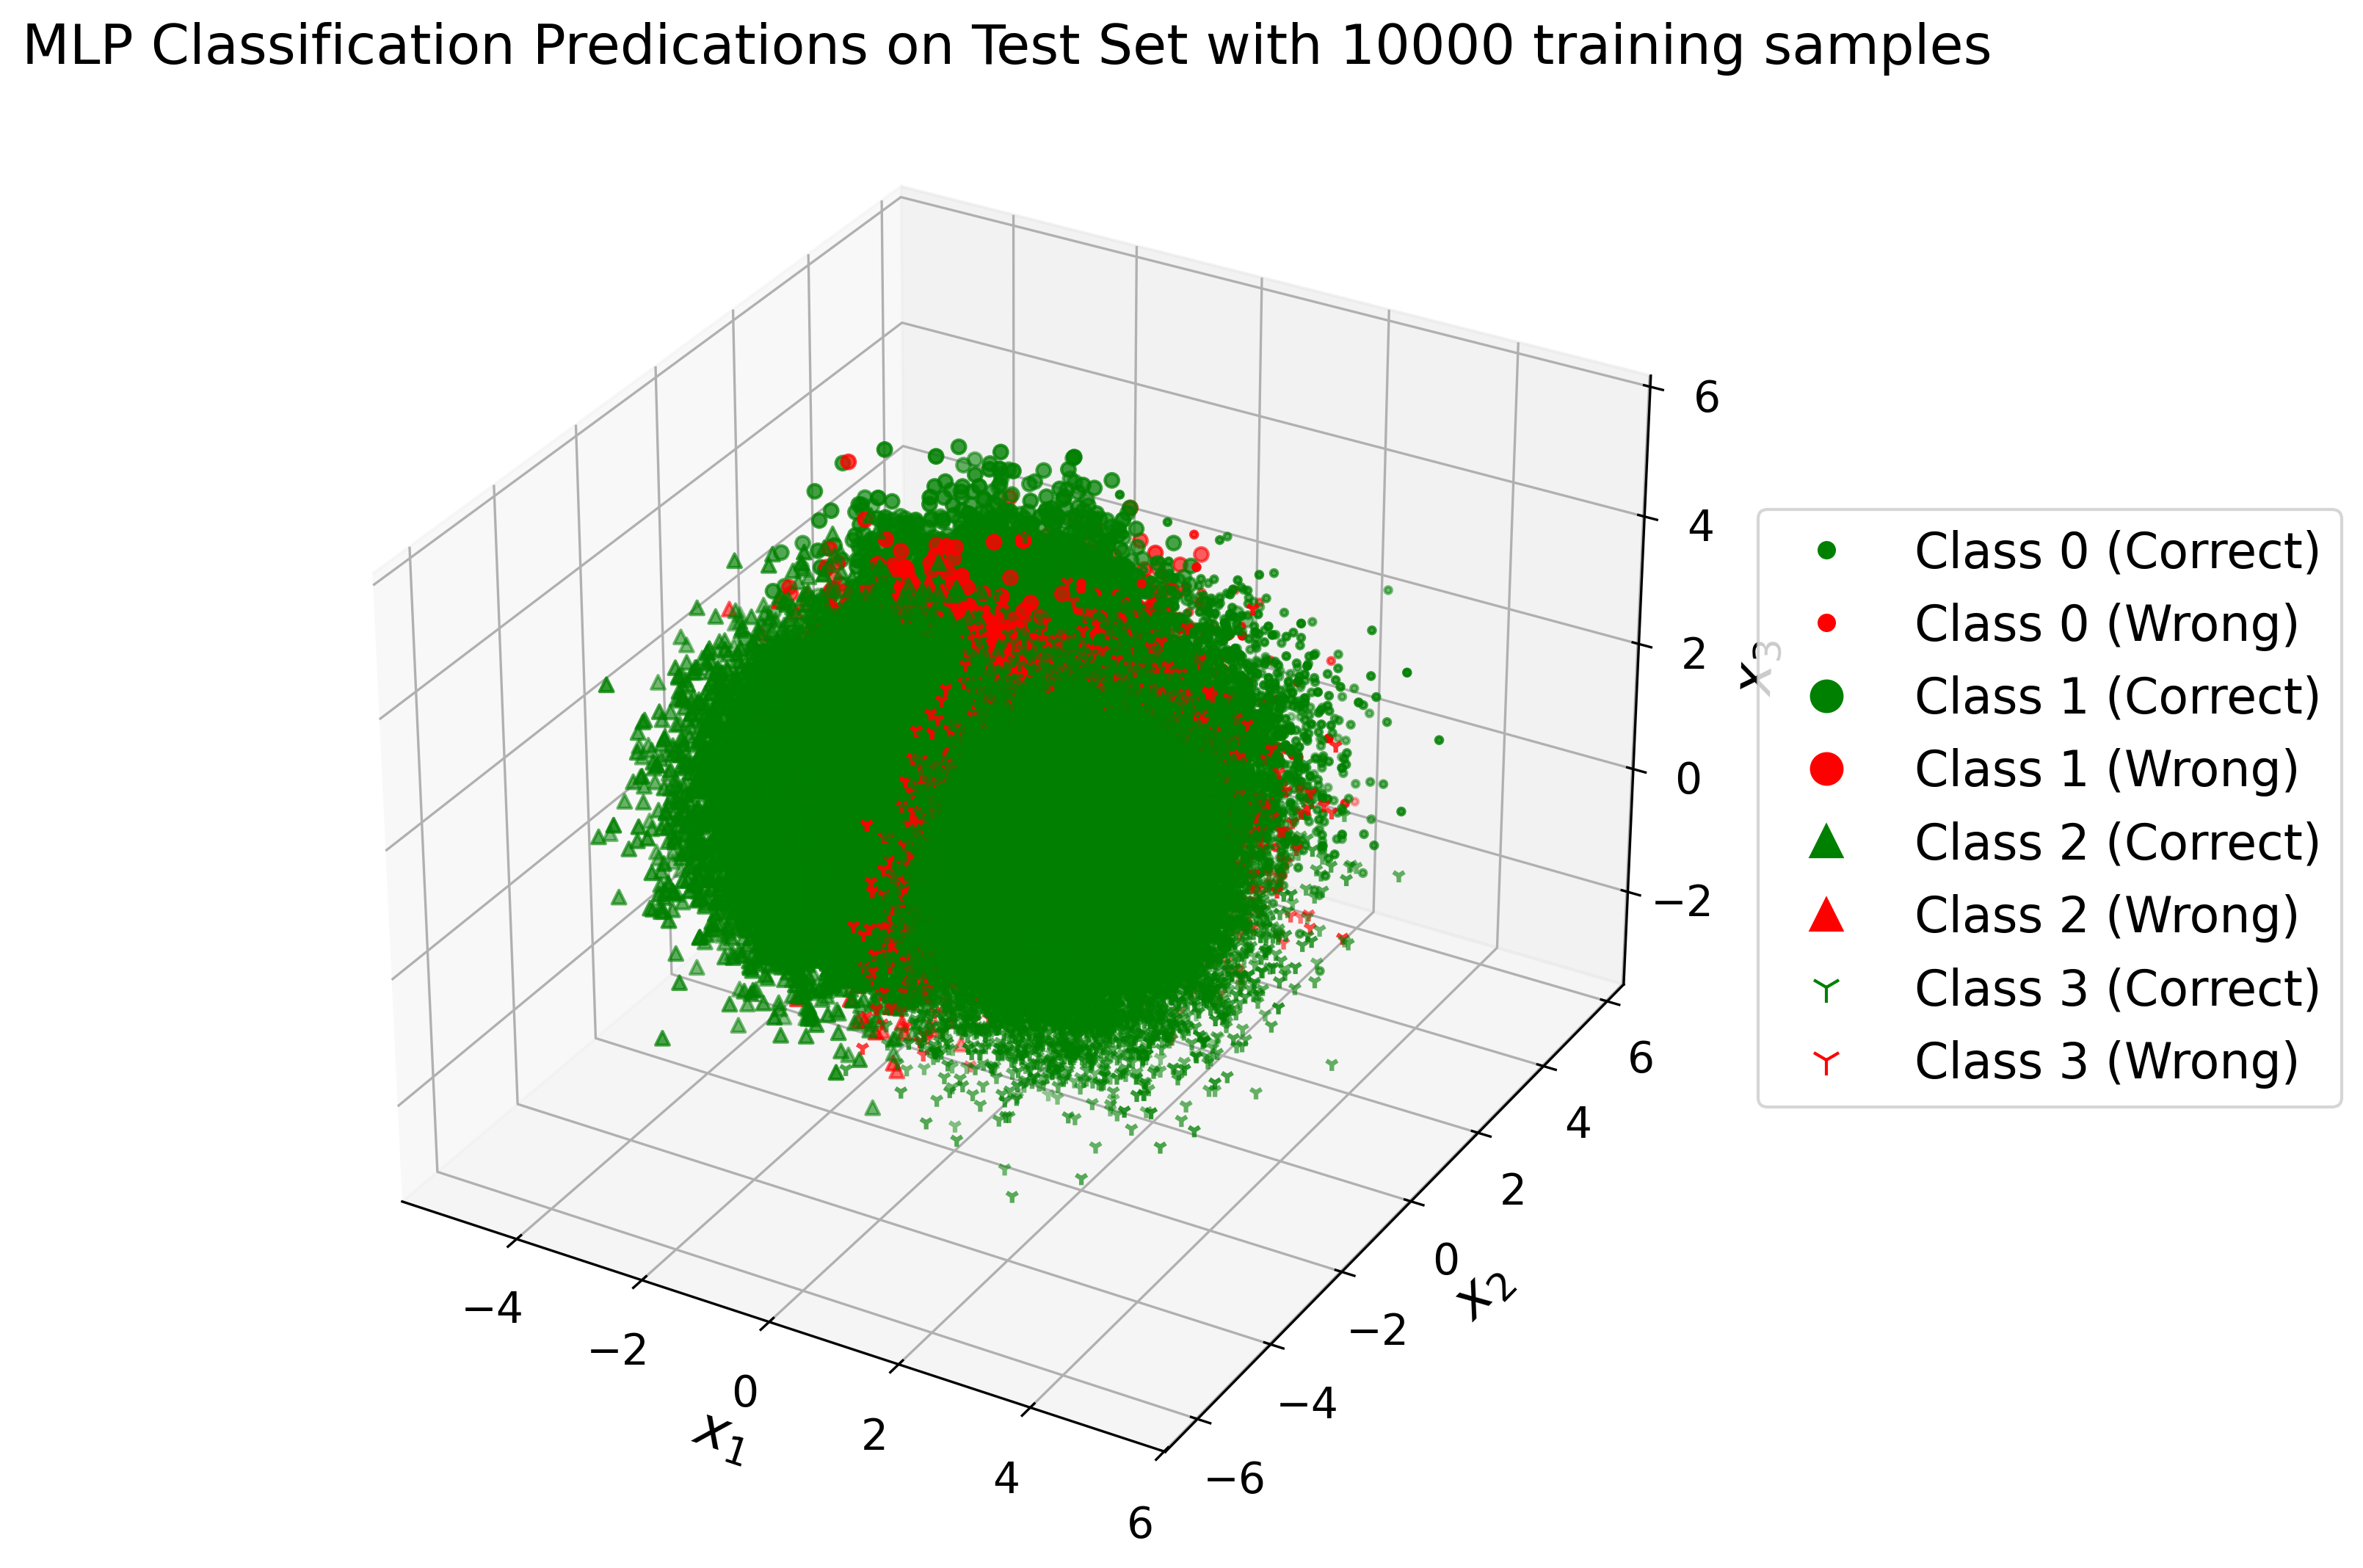 MLP Classification Predications on Test Set with 10000 training samples
6
4
2
0
−2
x3
Class 0 (Correct)
Class 0 (Wrong)
Class 1 (Correct)
Class 1 (Wrong)
Class 2 (Correct)
Class 2 (Wrong)
Class 3 (Correct)
Class 3 (Wrong)
6
4
2
0
−2
−4
−6
x2
−4
−2
0
2
4
6
x1